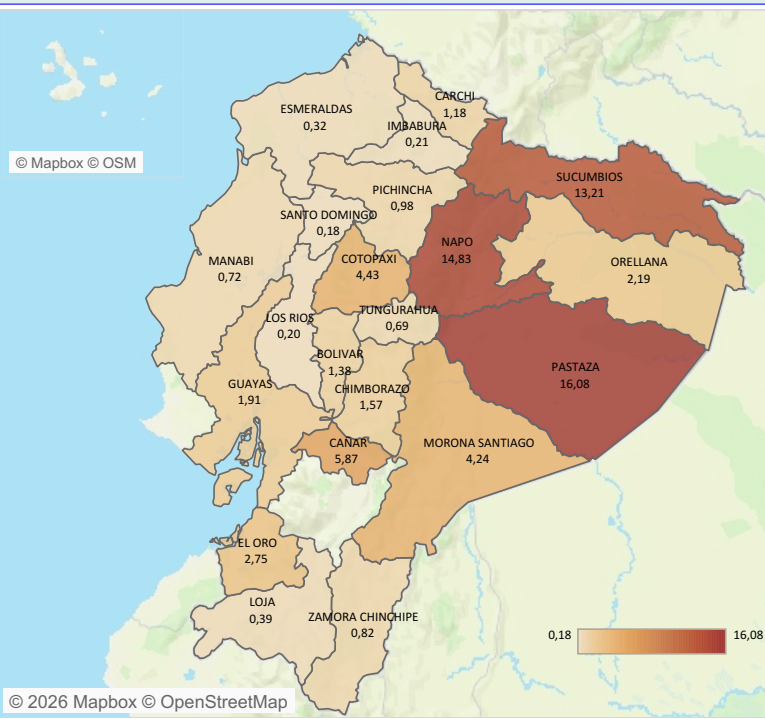 CARCHI
1,18
ESMERALDAS
0,32
IMBABURA
0,21
© Mapbox © OSM
SUCUMBIOS
13,21
PICHINCHA
0,98
SANTO DOMINGO
0,18
NAPO
14,83
MANABI
0,72
COTOPAXI
4,43
ORELLANA
2,19
TUNGURAHUA
0,69
LOS RIOS
0,20
BOLIVAR
1,38
PASTAZA
16,08
GUAYAS
1,91
CHIMBORAZO
1,57
CAÑAR
5,87
MORONA SANTIAGO
4,24
EL ORO
2,75
LOJA
0,39
ZAMORA CHINCHIPE
0,82
0,18
16,08
© 2026 Mapbox © OpenStreetMap